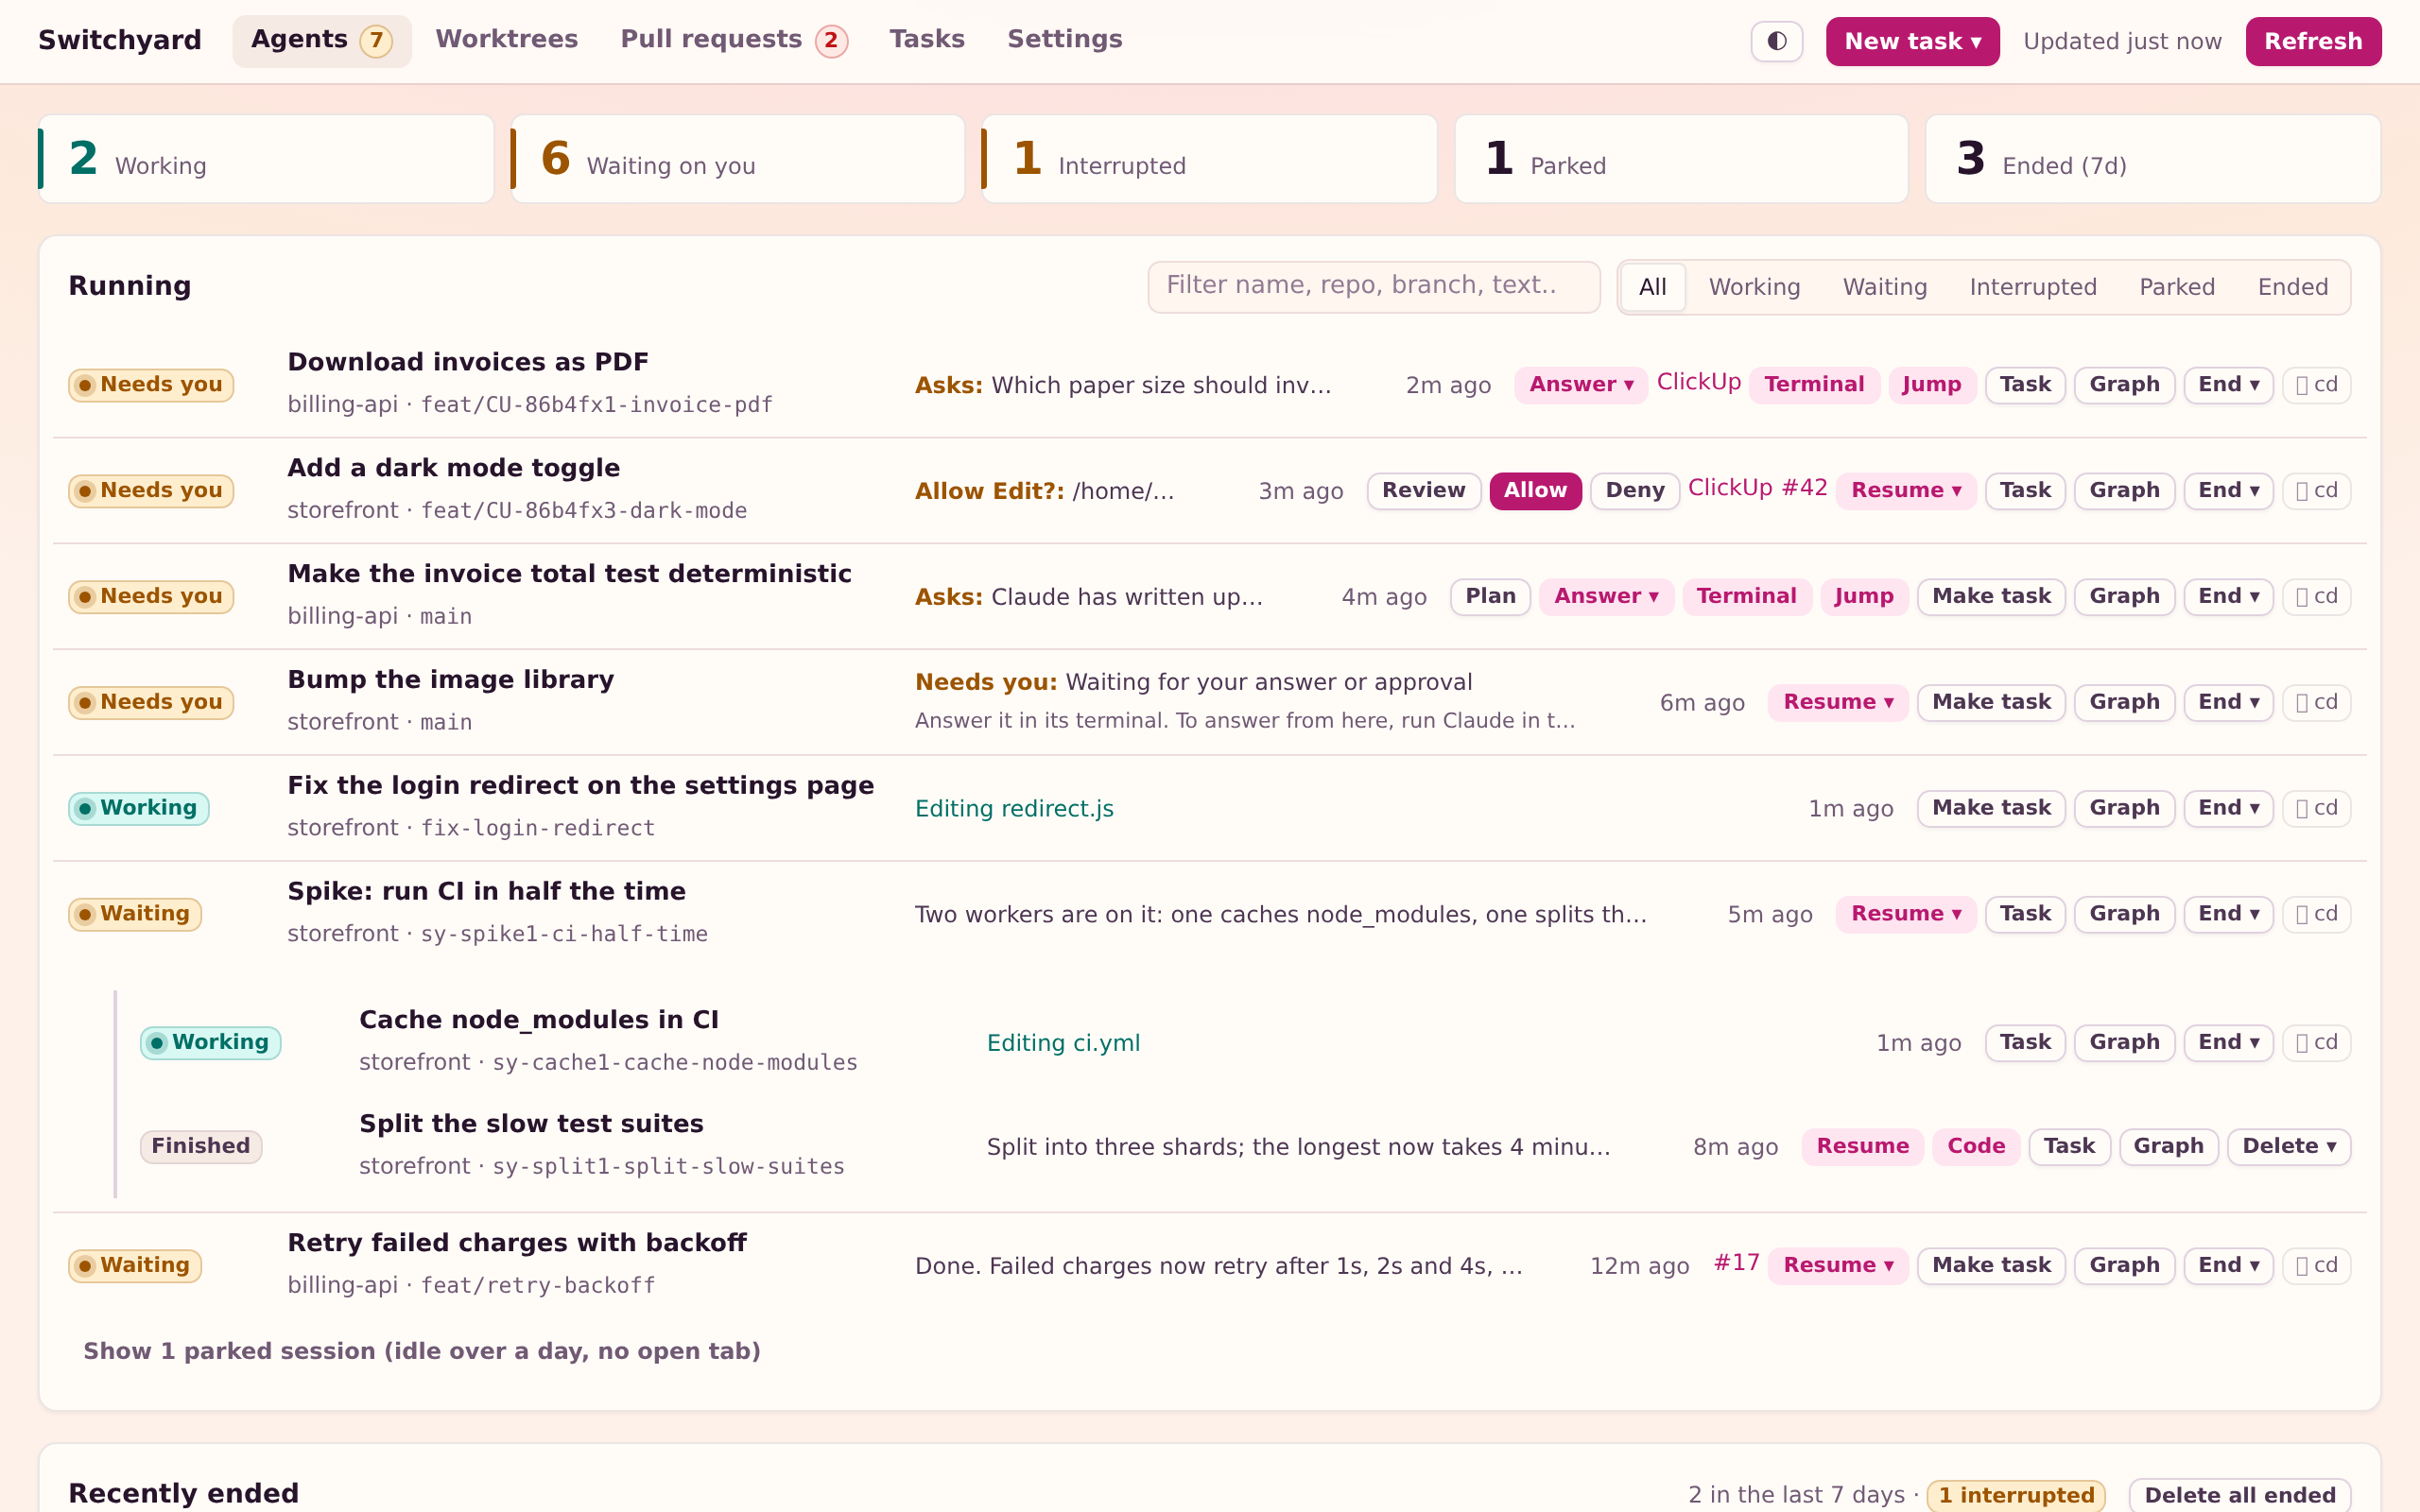 Switchyard Agents 7 Worktrees Pull requests 2 Tasks Settings New task ▾ Updated just now Refresh
2 Working 6 Waiting on you 1 Interrupted 1 Parked 3 Ended (7d)
Running Filter name, repo, branch, text.. All Working Waiting Interrupted Parked Ended
Needs you Download invoices as PDF Asks: Which paper size should inv… 2m ago Answer ▾ ClickUp Terminal Jump Task Graph End ▾ cd
billing-api · feat/CU-86b4fx1-invoice-pdf
Needs you Add a dark mode toggle Allow Edit?: /home/… 3m ago Review Allow Deny ClickUp #42 Resume ▾ Task Graph End ▾ cd
storefront · feat/CU-86b4fx3-dark-mode
Needs you Make the invoice total test deterministic Asks: Claude has written up… 4m ago Plan Answer ▾ Terminal Jump Make task Graph End ▾ cd
billing-api · main
Needs you Bump the image library Needs you: Waiting for your answer or approval 6m ago Resume ▾ Make task Graph End ▾ cd
storefront · main Answer it in its terminal. To answer from here, run Claude in t…
Working Fix the login redirect on the settings page Editing redirect.js 1m ago Make task Graph End ▾ cd
storefront · fix-login-redirect
Waiting Spike: run CI in half the time Two workers are on it: one caches node_modules, one splits th… 5m ago Resume ▾ Task Graph End ▾ cd
storefront · sy-spike1-ci-half-time
Working Cache node_modules in CI Editing ci.yml 1m ago Task Graph End ▾ cd
storefront · sy-cache1-cache-node-modules
Finished Split the slow test suites Split into three shards; the longest now takes 4 minu… 8m ago Resume Code Task Graph Delete ▾
storefront · sy-split1-split-slow-suites
Waiting Retry failed charges with backoff Done. Failed charges now retry after 1s, 2s and 4s, … 12m ago #17 Resume ▾ Make task Graph End ▾ cd
billing-api · feat/retry-backoff
Show 1 parked session (idle over a day, no open tab)
Recently ended 2 in the last 7 days · 1 interrupted Delete all ended